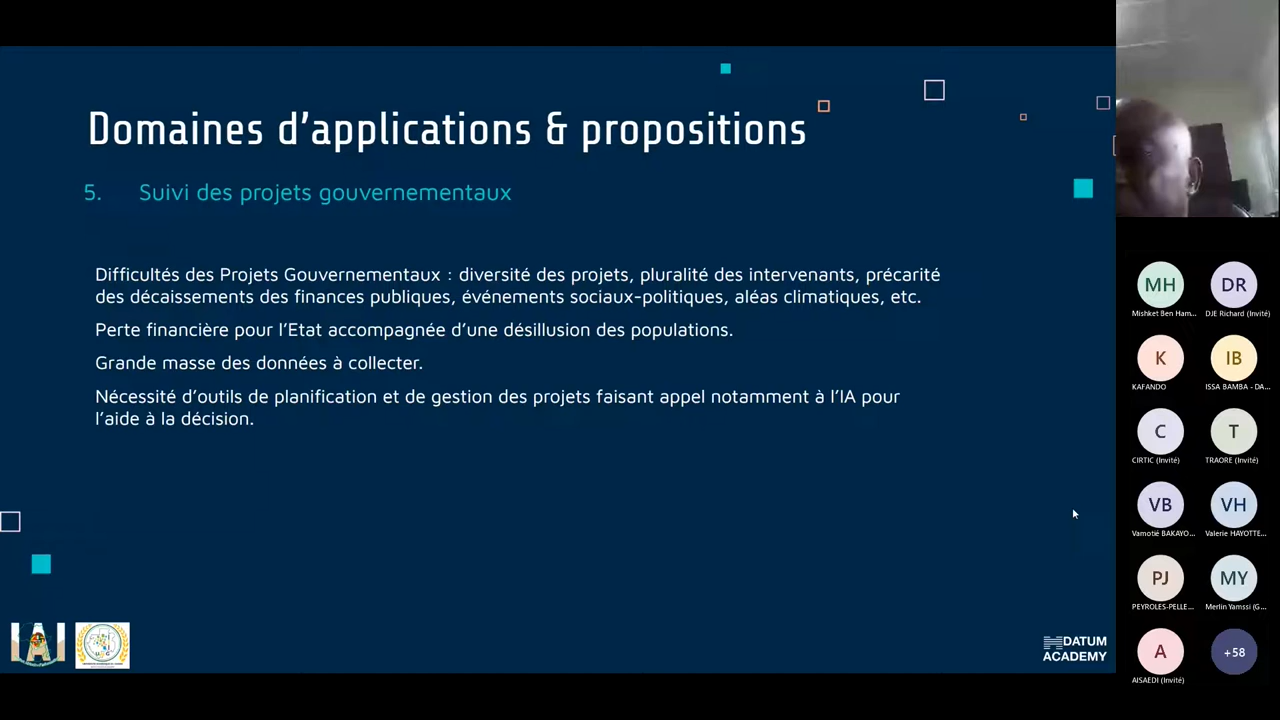 Domaines d’applications & propositions
5. Suivi des projets gouvernementaux
Difficultés des Projets Gouvernementaux : diversité des projets, pluralité des intervenants, précarité
des décaissements des finances publiques, événements sociaux-politiques, aléas climatiques, etc.
Perte financière pour l’Etat accompagnée d’une désillusion des populations.
Grande masse des données à collecter.
Nécessité d’outils de planification et de gestion des projets faisant appel notamment à l’IA pour
l’aide à la décision.
DATUM
ACADEMY
MH
DR
Mishket Ben Ham...
DJE Richard (Invité)
K
IB
KAFANDO
ISSA BAMBA - DA...
C
T
CIRTIC (Invité)
TRAORE (Invité)
VB
VH
Vamotié BAKAYO...
Valerie HAYOTTE...
PJ
MY
PEYROLES-PELLE...
Merlin Yamssi (G...
A
+58
AISAEDI (Invité)